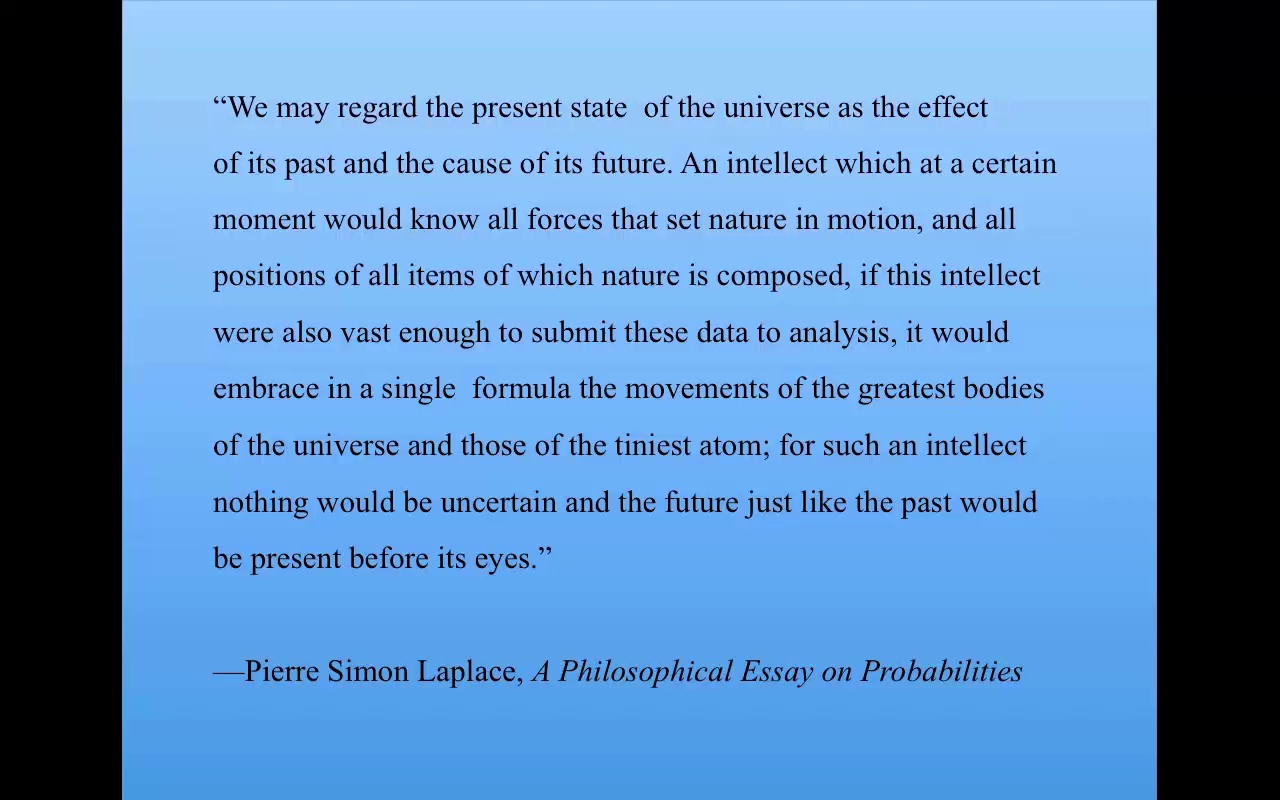 “We may regard the present state  of the universe as the effect
of its past and the cause of its future. An intellect which at a certain
moment would know all forces that set nature in motion, and all
positions of all items of which nature is composed, if this intellect
were also vast enough to submit these data to analysis, it would
embrace in a single  formula the movements of the greatest bodies
of the universe and those of the tiniest atom; for such an intellect
nothing would be uncertain and the future just like the past would
be present before its eyes.”
—Pierre Simon Laplace, A Philosophical Essay on Probabilities